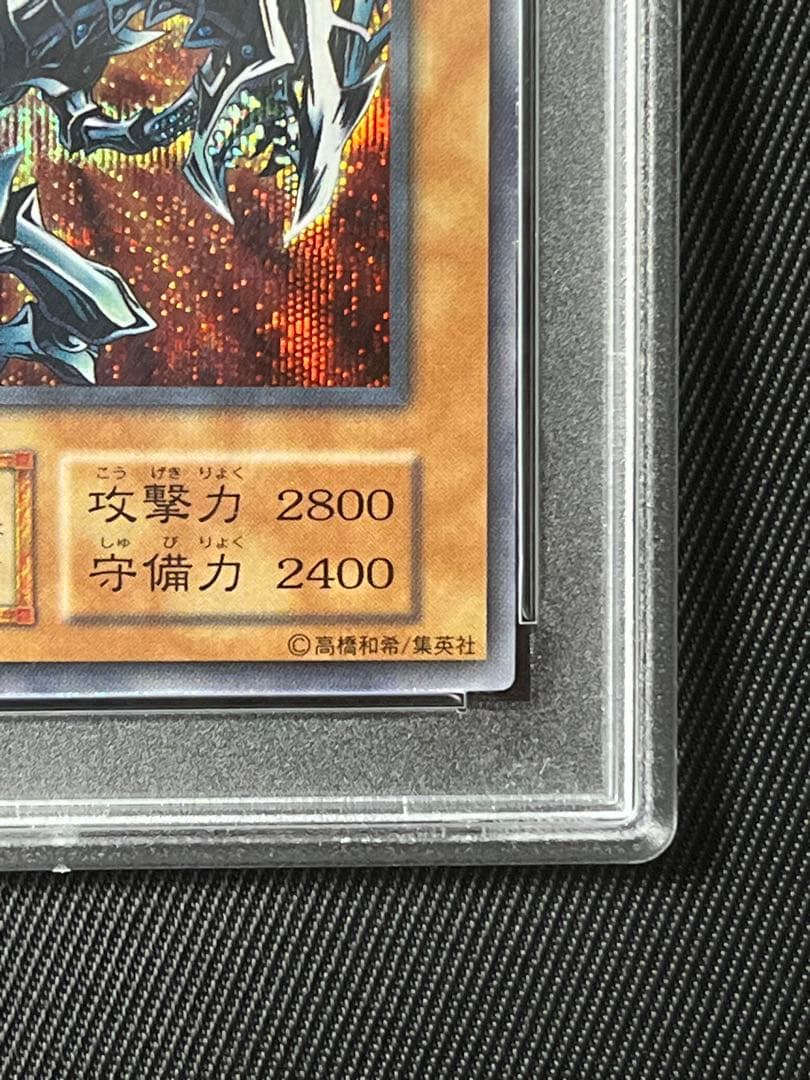 こう げき りょく
攻撃力 2800
しゅ び りょく
守備力 2400
©高橋和希/集英社